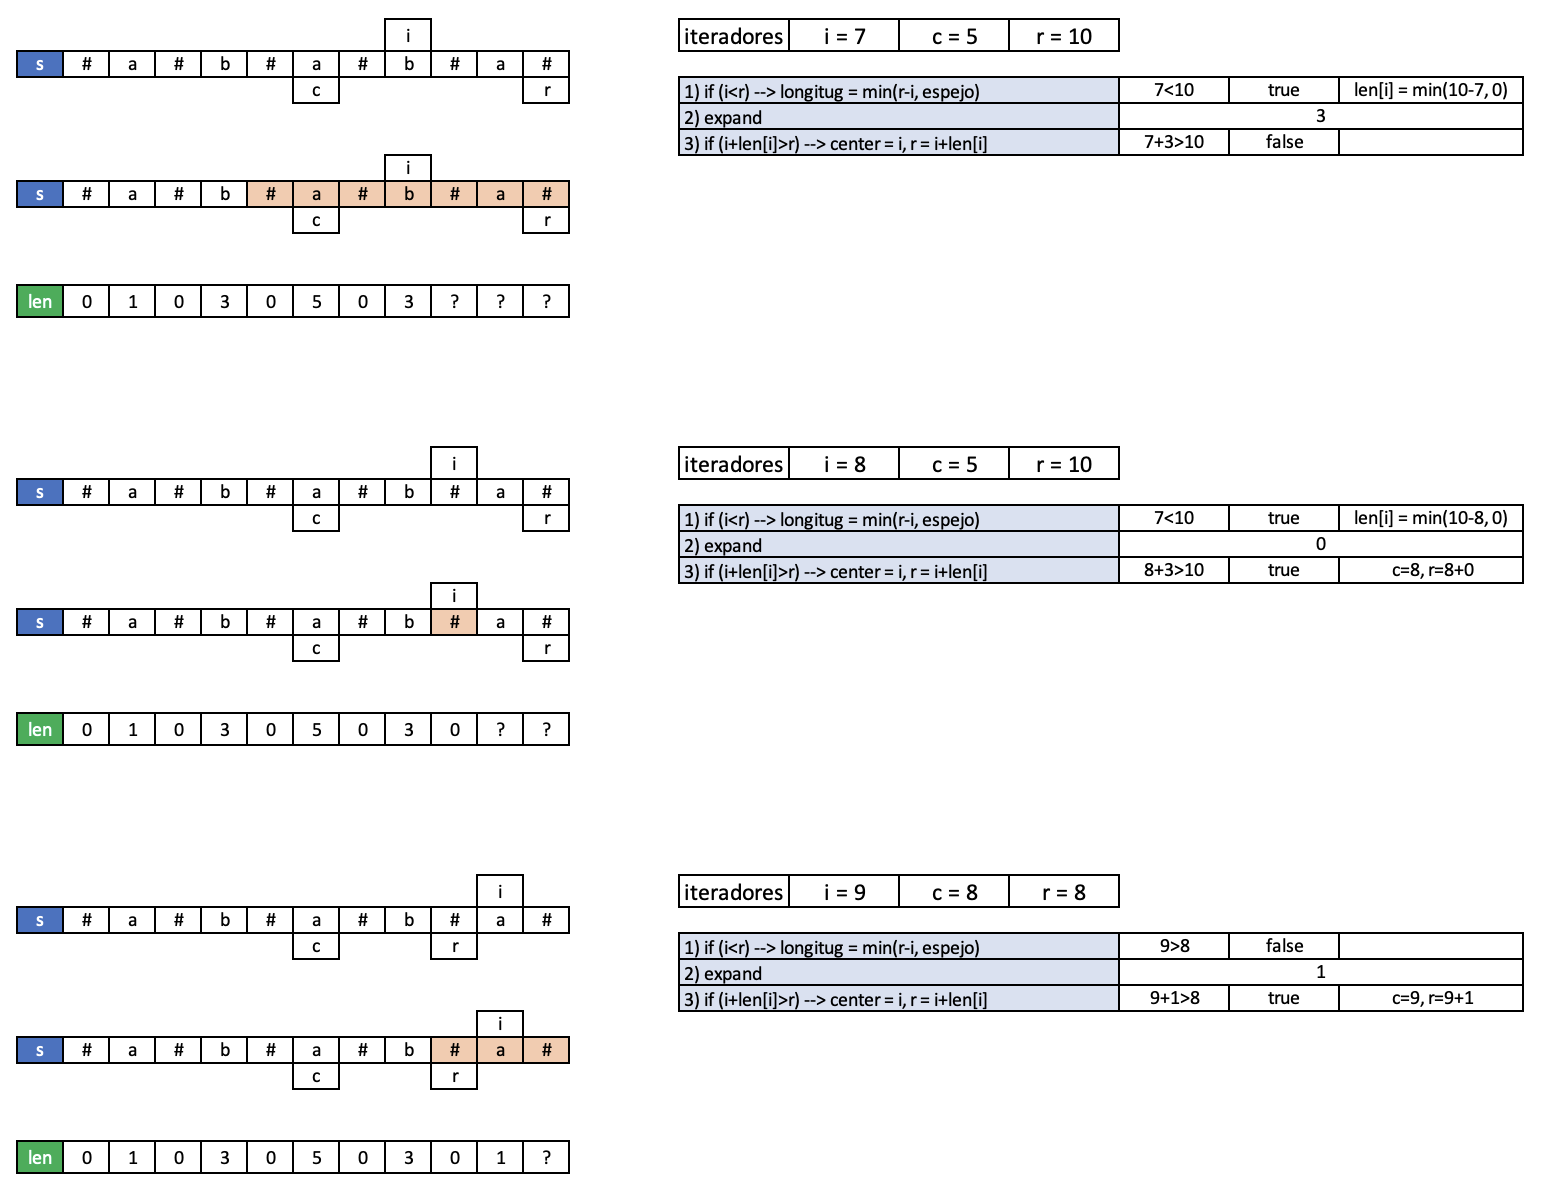 i
iteradores i = 7 c = 5 r = 10
s # a # b # a # b # a #
c r
1) if (i<r) --> longitug = min(r-i, espejo) 7<10 true len[i] = min(10-7, 0)
2) expand 3
3) if (i+len[i]>r) --> center = i, r = i+len[i] 7+3>10 false
i
s # a # b # a # b # a #
c r
len 0 1 0 3 0 5 0 3 ? ? ?
i
iteradores i = 8 c = 5 r = 10
s # a # b # a # b # a #
c r
1) if (i<r) --> longitug = min(r-i, espejo) 7<10 true len[i] = min(10-8, 0)
2) expand 0
3) if (i+len[i]>r) --> center = i, r = i+len[i] 8+3>10 true c=8, r=8+0
i
s # a # b # a # b # a #
c r
len 0 1 0 3 0 5 0 3 0 ? ?
i
iteradores i = 9 c = 8 r = 8
s # a # b # a # b # a #
c r
1) if (i<r) --> longitug = min(r-i, espejo) 9>8 false
2) expand 1
3) if (i+len[i]>r) --> center = i, r = i+len[i] 9+1>8 true c=9, r=9+1
i
s # a # b # a # b # a #
c r
len 0 1 0 3 0 5 0 3 0 1 ?